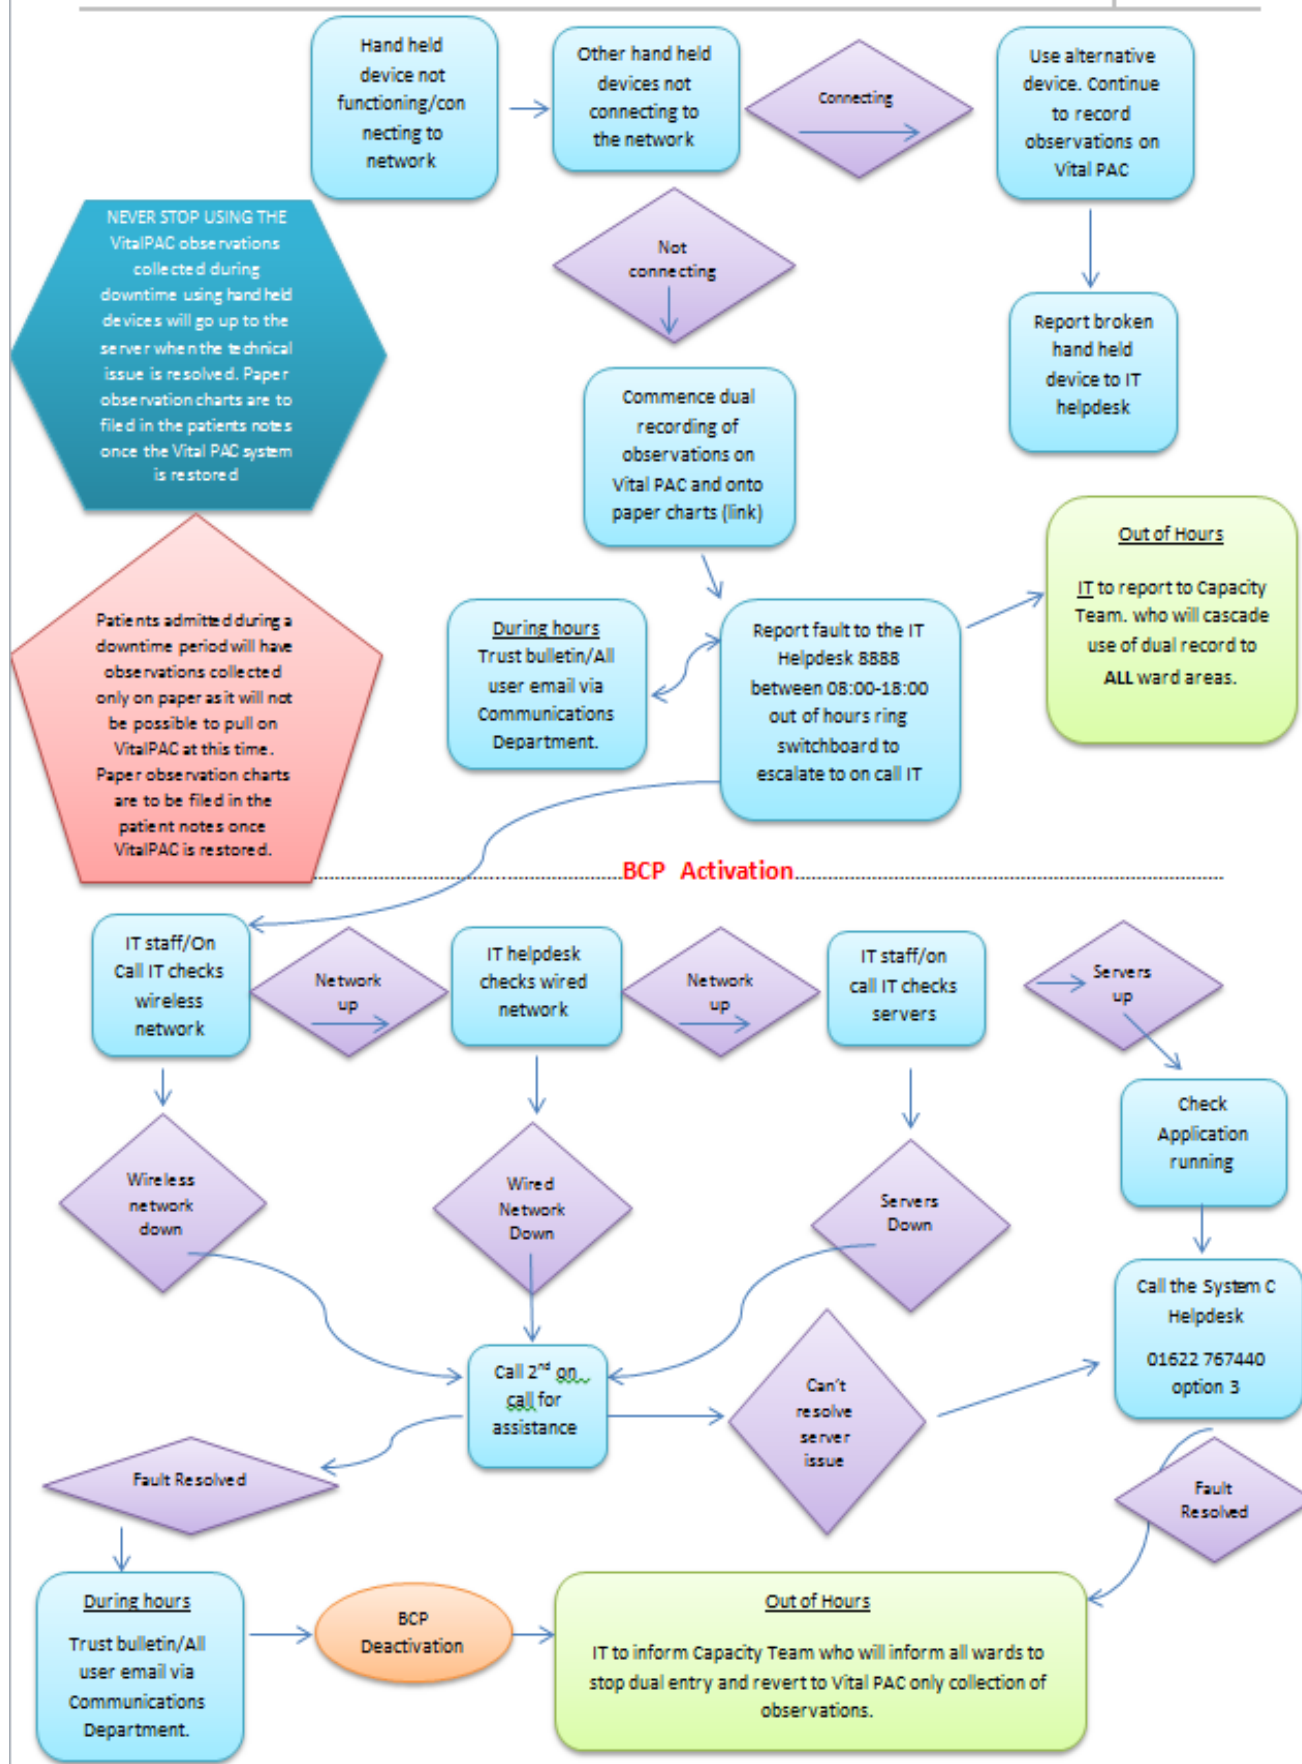 Hand held
device not
functioning/con
necting to
network
Other hand held
devices not
connecting to
the network
Connecting
Use alternative
device. Continue
to record
observations on
Vital PAC
NEVER STOP USING THE
VitalPAC observations
collected during
downtime using hand held
devices will go up to the
server when the technical
issue is resolved. Paper
observation charts are to
filed in the patients notes
once the Vital PAC system
is restored
Not
connecting
Report broken
hand held
device to IT
helpdesk
Commence dual
recording of
observations on
Vital PAC and onto
paper charts (link)
Out of Hours
IT to report to Capacity
Team. who will cascade
use of dual record to
ALL ward areas.
Patients admitted during a
downtime period will have
observations collected
only on paper as it will not
be possible to pull on
VitalPAC at this time.
Paper observation charts
are to be filed in the
patient notes once
VitalPAC is restored.
During hours
Trust bulletin/All
user email via
Communications
Department.
Report fault to the IT
Helpdesk 8888
between 08:00-18:00
out of hours ring
switchboard to
escalate to on call IT
BCP Activation
IT staff/On
Call IT checks
wireless
network
Network
up
IT helpdesk
checks wired
network
Network
up
IT staff/on
call IT checks
servers
Servers
up
Check
Application
running
Wireless
network
down
Wired
Network
Down
Servers
Down
Call the System C
Helpdesk
01622 767440
option 3
Call 2nd on
call for
assistance
Can't
resolve
server
issue
Fault Resolved
Fault
Resolved
During hours
Trust bulletin/All
user email via
Communications
Department.
BCP
Deactivation
Out of Hours
IT to inform Capacity Team who will inform all wards to
stop dual entry and revert to Vital PAC only collection of
observations.